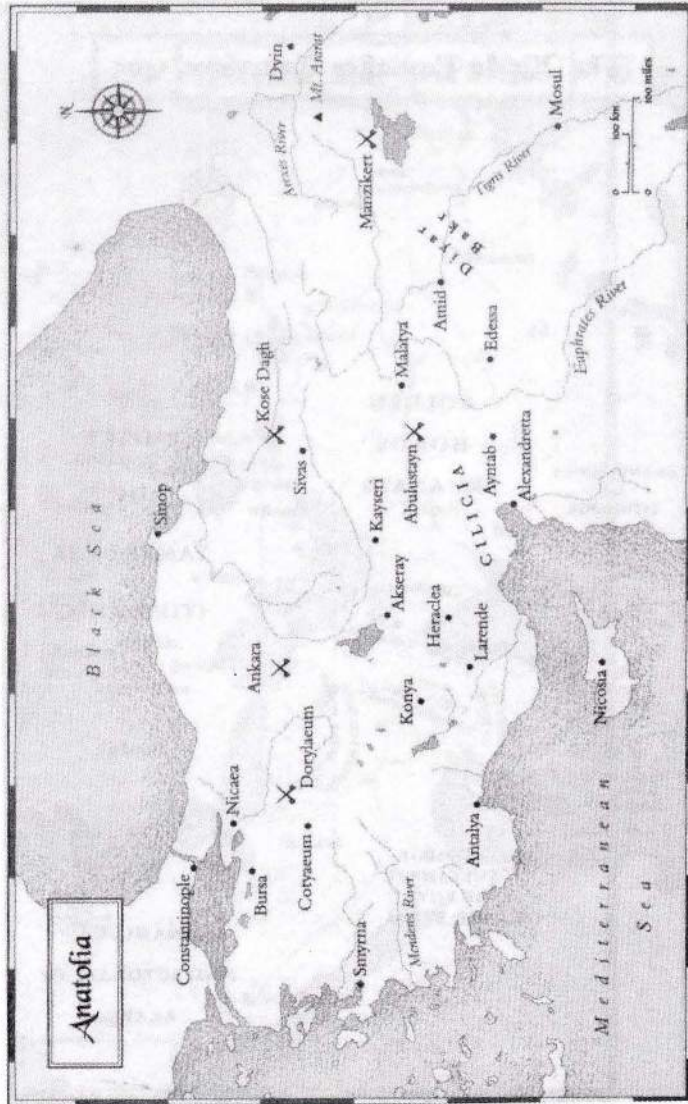 Anatolia
N
Black Sea
Constantinople
Nicaea
Bursa
Dorylaeum
Cotyaeum
Smyrna
Menderes River
Antalya
Ankara
Konya
Larende
Heraclea
Akseray
Kayseri
Sinop
Sivas
Kose Dagh
Abulustayn
CILICIA
Ayntab
Alexandretta
Malatya
Edessa
Amid
Diyar
Bakr
Manzikert
Araxes River
Mt. Ararat
Dvin
Tigris River
Mosul
Euphrates River
Nicosia
Mediterranean
Sea
100 km
100 miles